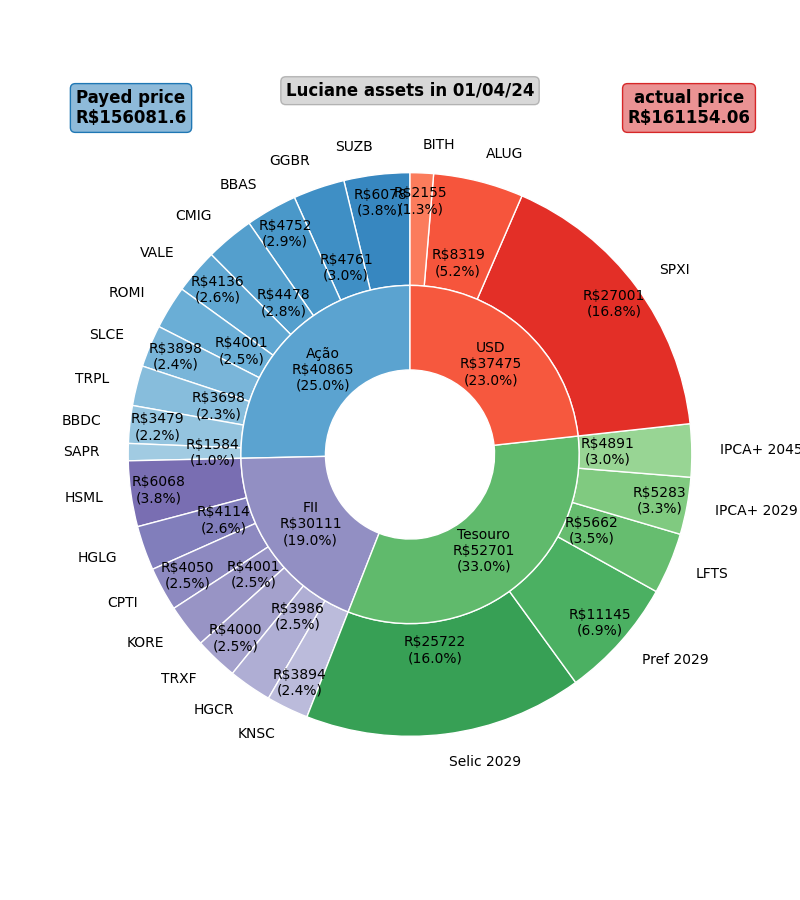 Payed price
R$156081.6
Luciane assets in 01/04/24
actual price
R$161154.06
BITH
R$2155
(1.3%)
ALUG
R$8319
(5.2%)
SPXI
R$27001
(16.8%)
IPCA+ 2045
R$4891
(3.0%)
IPCA+ 2029
R$5283
(3.3%)
LFTS
R$5662
(3.5%)
Pref 2029
R$11145
(6.9%)
Selic 2029
R$25722
(16.0%)
KNSC
R$3894
(2.4%)
HGCR
R$3986
(2.5%)
TRXF
R$4000
(2.5%)
KORE
R$4001
(2.5%)
CPTI
R$4050
(2.5%)
HGLG
R$4114
(2.6%)
HSML
R$6068
(3.8%)
SAPR
R$1584
(1.0%)
BBDC
R$3479
(2.2%)
TRPL
R$3698
(2.3%)
SLCE
R$3898
(2.4%)
ROMI
R$4001
(2.5%)
VALE
R$4136
(2.6%)
CMIG
R$4478
(2.8%)
BBAS
R$4752
(2.9%)
GGBR
R$4761
(3.0%)
SUZB
R$6078
(3.8%)
USD
R$37475
(23.0%)
Ação
R$40865
(25.0%)
FII
R$30111
(19.0%)
Tesouro
R$52701
(33.0%)